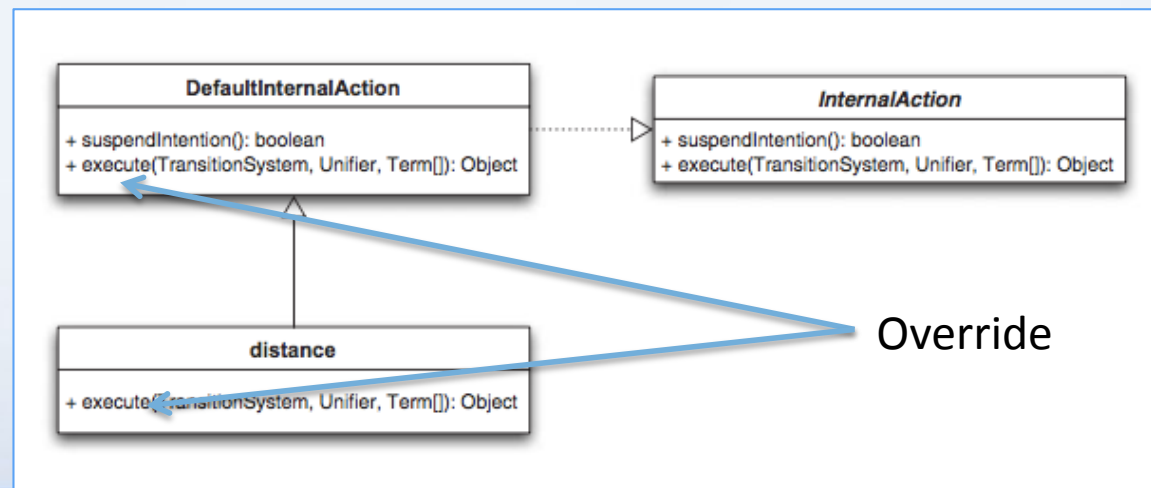 DefaultInternalAction
+ suspendIntention(): boolean
+ execute(TransitionSystem, Unifier, Term[]): Object
InternalAction
+ suspendIntention(): boolean
+ execute(TransitionSystem, Unifier, Term[]): Object
distance
+ execute(TransitionSystem, Unifier, Term[]): Object
Override